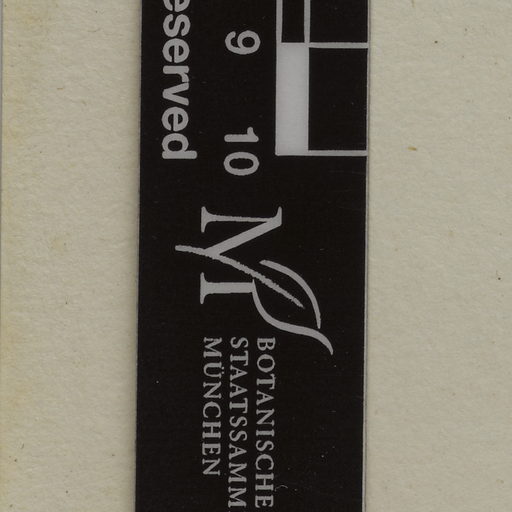 eserved
9 10
M
BOTANISCHE
STAATSSAMM
MÜNCHEN